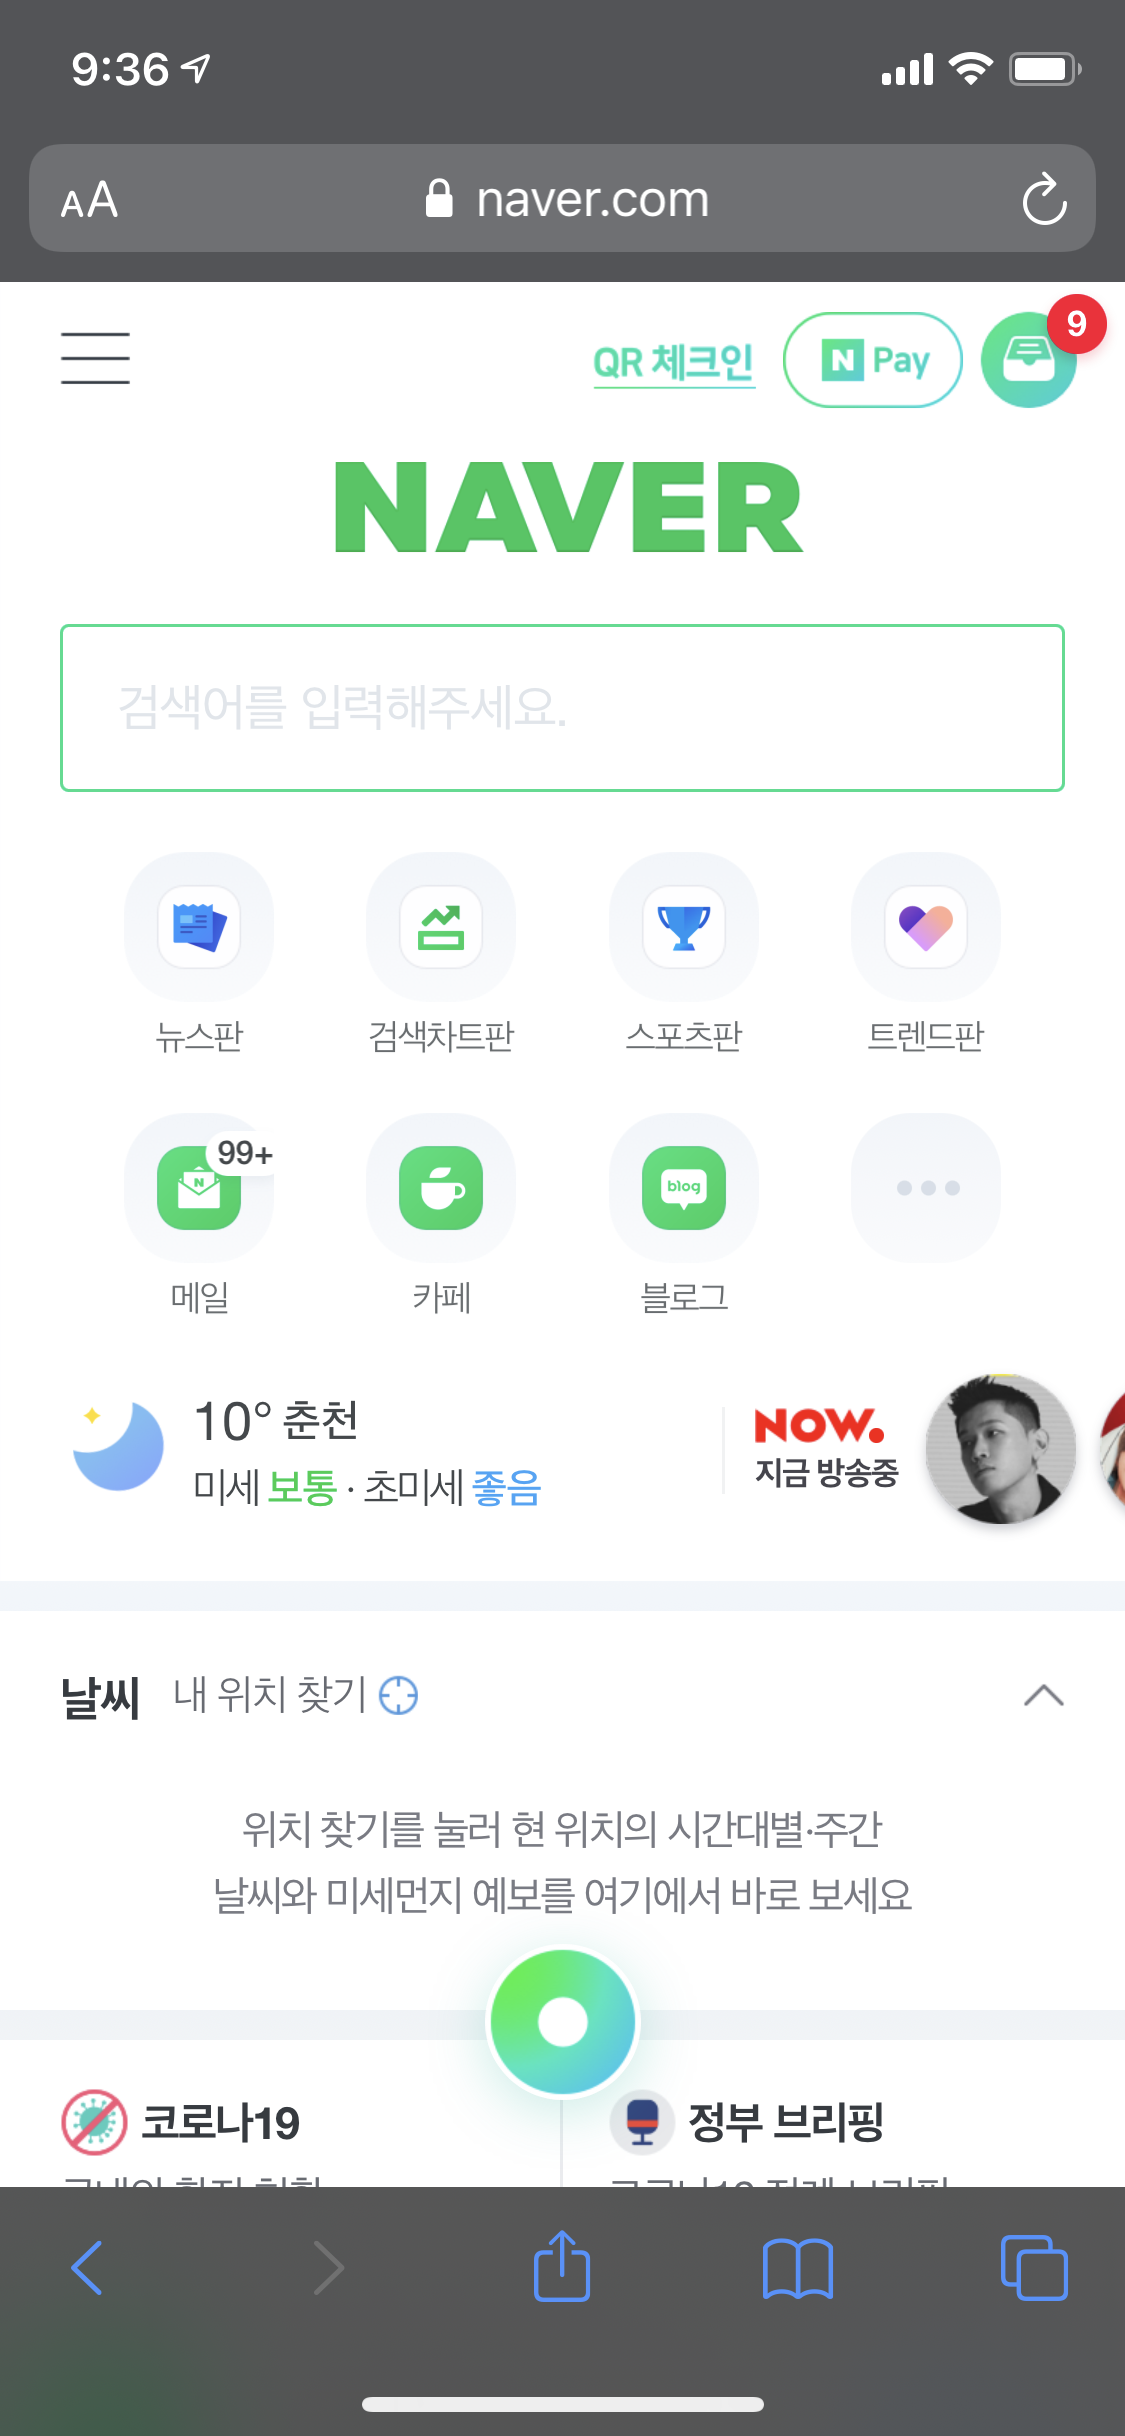 9:36
AA naver.com
QR 체크인 N Pay 9
NAVER
검색어를 입력해주세요.
뉴스판 검색차트판 스포츠판 트렌드판
N 99+ blog
메일 카페 블로그
10° 춘천
미세 보통 · 초미세 좋음
NOW.
지금 방송중
날씨 내 위치 찾기
위치 찾기를 눌러 현 위치의 시간대별·주간
날씨와 미세먼지 예보를 여기에서 바로 보세요
코로나19 정부 브리핑